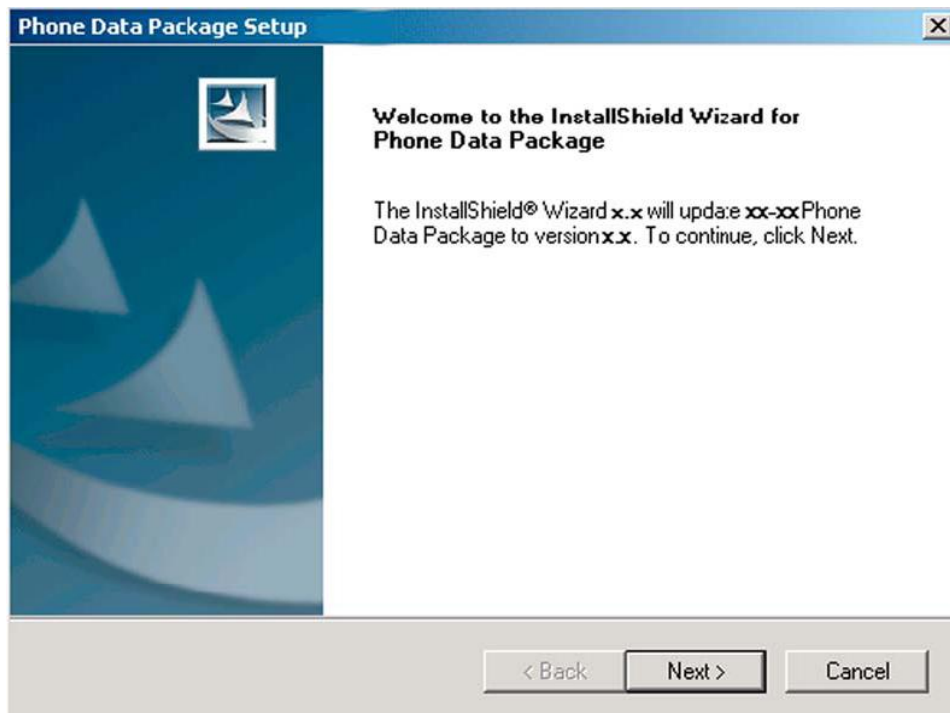 Phone Data Package Setup
Welcome to the InstallShield Wizard for
Phone Data Package
The InstallShield® Wizard x.x will update xx-xx Phone
Data Package to version x.x. To continue, click Next.
< Back
Next >
Cancel